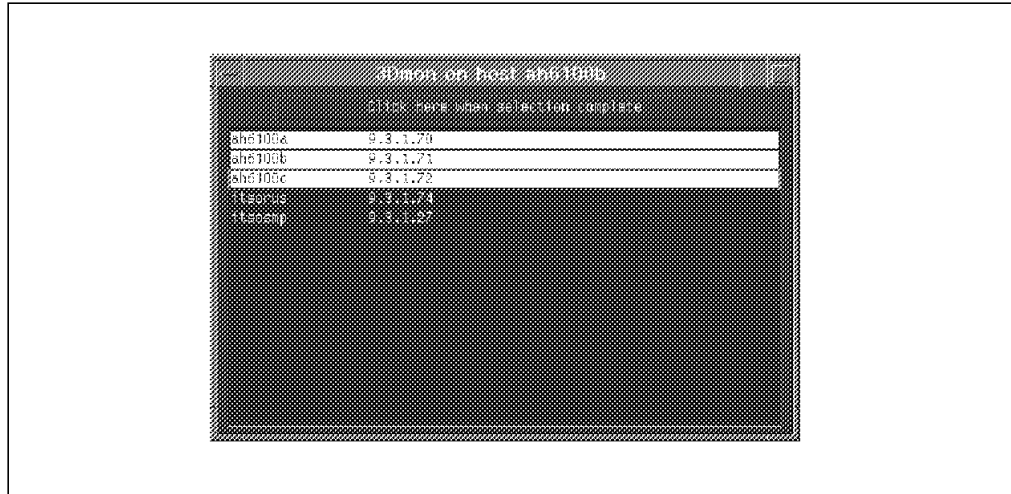 3Dmon on host ah6100b
Click here when selection complete
ah6100a 9.3.1.70
ah6100b 9.3.1.71
ah6100c 9.3.1.72
itsorus 9.3.1.74
itsosmp 9.3.1.27